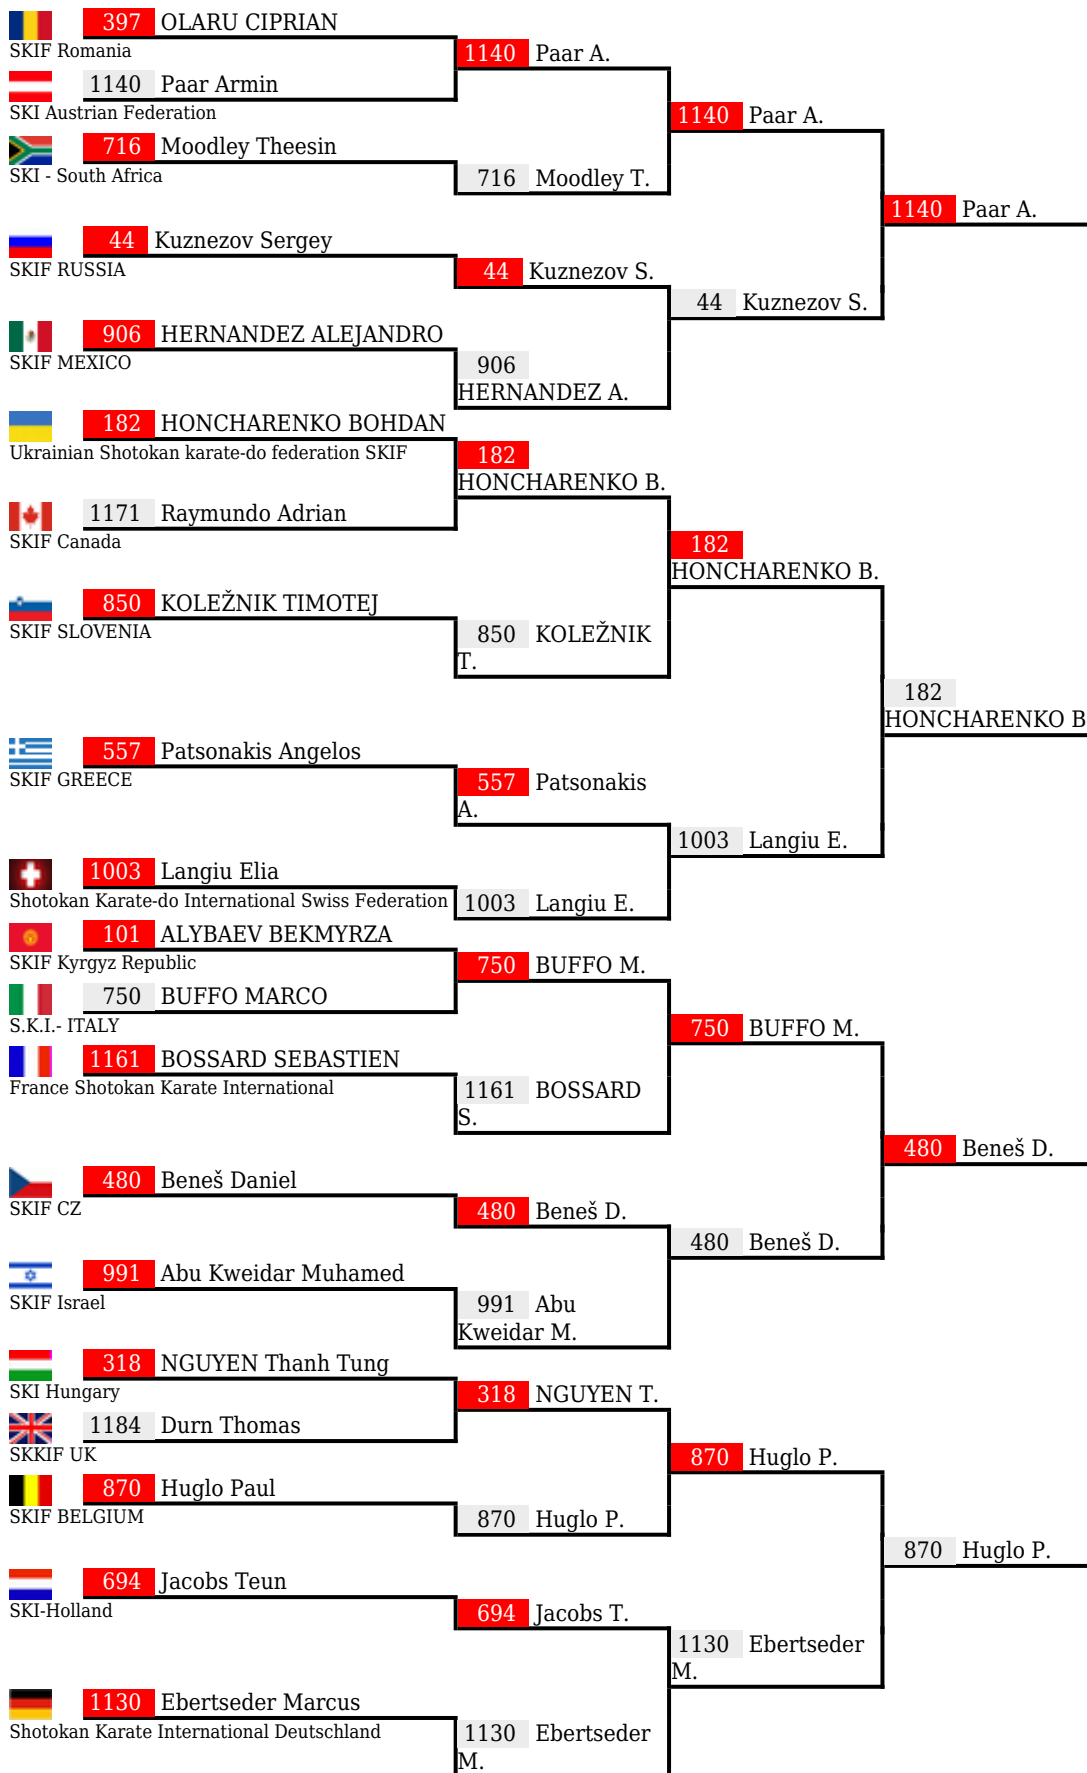 397 OLARU CIPRIAN
SKIF Romania
1140 Paar A.
1140 Paar Armin
SKI Austrian Federation
1140 Paar A.
716 Moodley Theesin
SKI - South Africa
716 Moodley T.
1140 Paar A.
44 Kuznezov Sergey
SKIF RUSSIA
44 Kuznezov S.
44 Kuznezov S.
906 HERNANDEZ ALEJANDRO
SKIF MEXICO
906
HERNANDEZ A.
182 HONCHARENKO BOHDAN
Ukrainian Shotokan karate-do federation SKIF
182
HONCHARENKO B.
1171 Raymundo Adrian
SKIF Canada
182
HONCHARENKO B.
850 KOLEŽNIK TIMOTEJ
SKIF SLOVENIA
850 KOLEŽNIK
T.
182
HONCHARENKO B
557 Patsonakis Angelos
SKIF GREECE
557 Patsonakis
A.
1003 Langiu E.
1003 Langiu Elia
Shotokan Karate-do International Swiss Federation
1003 Langiu E.
101 ALYBAEV BEKMYRZA
SKIF Kyrgyz Republic
750 BUFFO M.
750 BUFFO MARCO
S.K.I.- ITALY
750 BUFFO M.
1161 BOSSARD SEBASTIEN
France Shotokan Karate International
1161 BOSSARD
S.
480 Beneš D.
480 Beneš Daniel
SKIF CZ
480 Beneš D.
480 Beneš D.
991 Abu Kweidar Muhamed
SKIF Israel
991 Abu
Kweidar M.
318 NGUYEN Thanh Tung
SKI Hungary
318 NGUYEN T.
1184 Durn Thomas
SKKIF UK
870 Huglo P.
870 Huglo Paul
SKIF BELGIUM
870 Huglo P.
870 Huglo P.
694 Jacobs Teun
SKI-Holland
694 Jacobs T.
1130 Ebertseder
M.
1130 Ebertseder Marcus
Shotokan Karate International Deutschland
1130 Ebertseder
M.